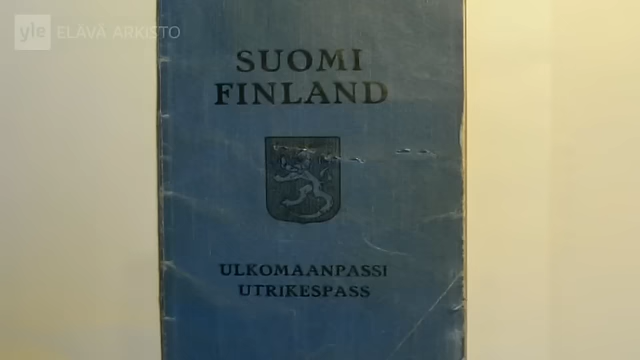 yle ELÄVÄ ARKISTO
SUOMI
FINLAND
ULKOMAANPASSI
UTRIKESPASS